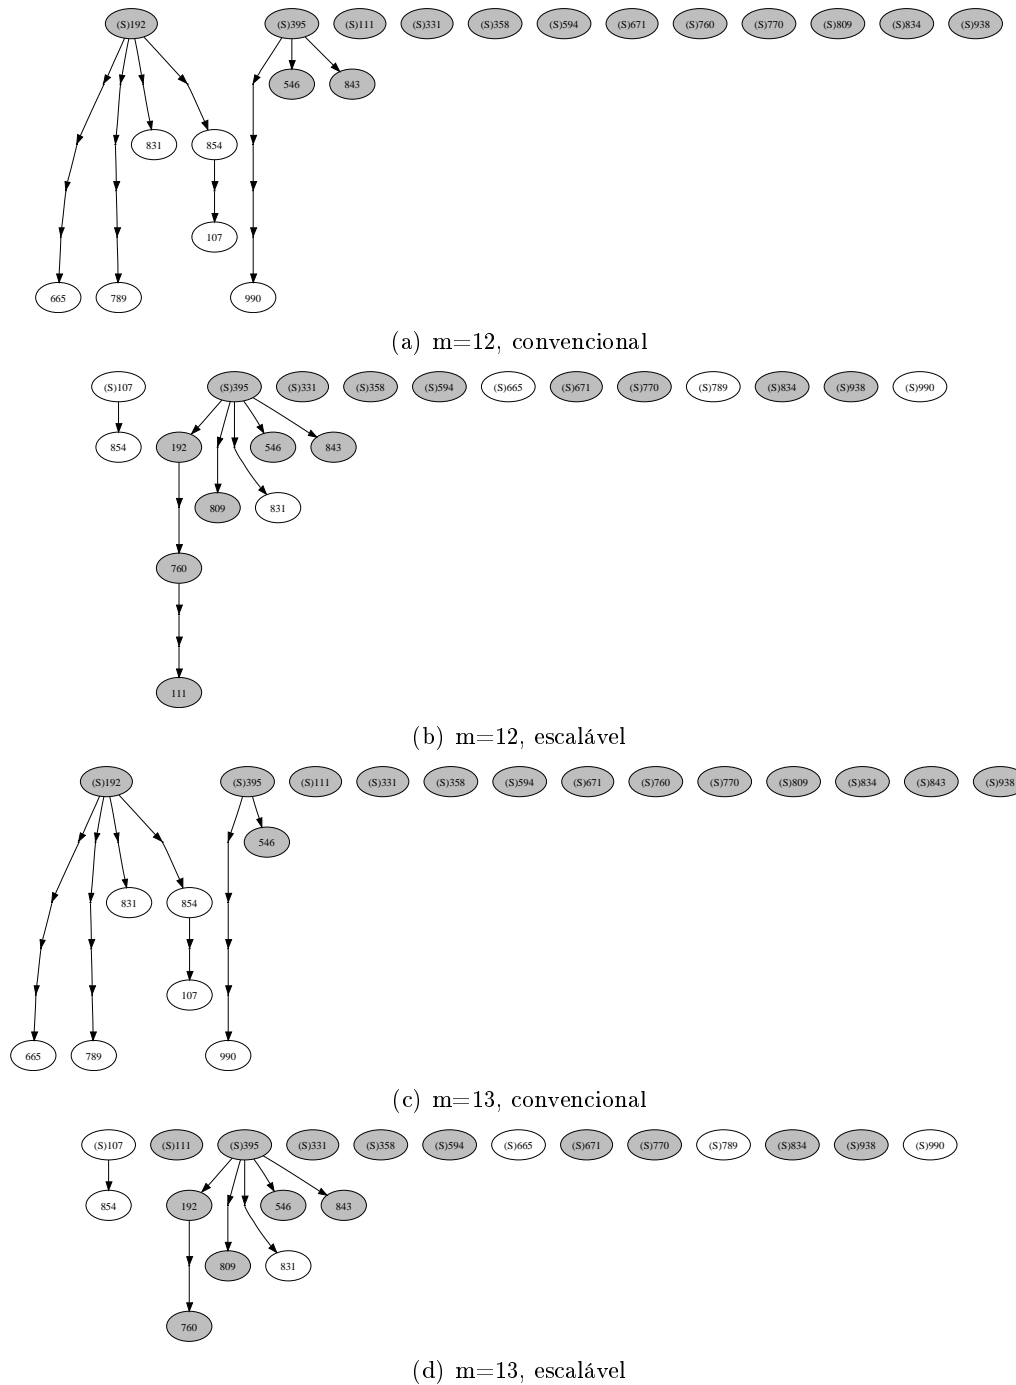 (S)192 (S)395 (S)111 (S)331 (S)358 (S)594 (S)671 (S)760 (S)770 (S)809 (S)834 (S)938
546 843
831 854
107
665 789 990
(a) m=12, convencional
(S)107 (S)395 (S)331 (S)358 (S)594 (S)665 (S)671 (S)770 (S)789 (S)834 (S)938 (S)990
854 192 546 843
809 831
760
111
(b) m=12, escalável
(S)192 (S)395 (S)111 (S)331 (S)358 (S)594 (S)671 (S)760 (S)770 (S)809 (S)834 (S)843 (S)938
546
831 854
107
665 789 990
(c) m=13, convencional
(S)107 (S)111 (S)395 (S)331 (S)358 (S)594 (S)665 (S)671 (S)770 (S)789 (S)834 (S)938 (S)990
854 192 546 843
809 831
760
(d) m=13, escalável